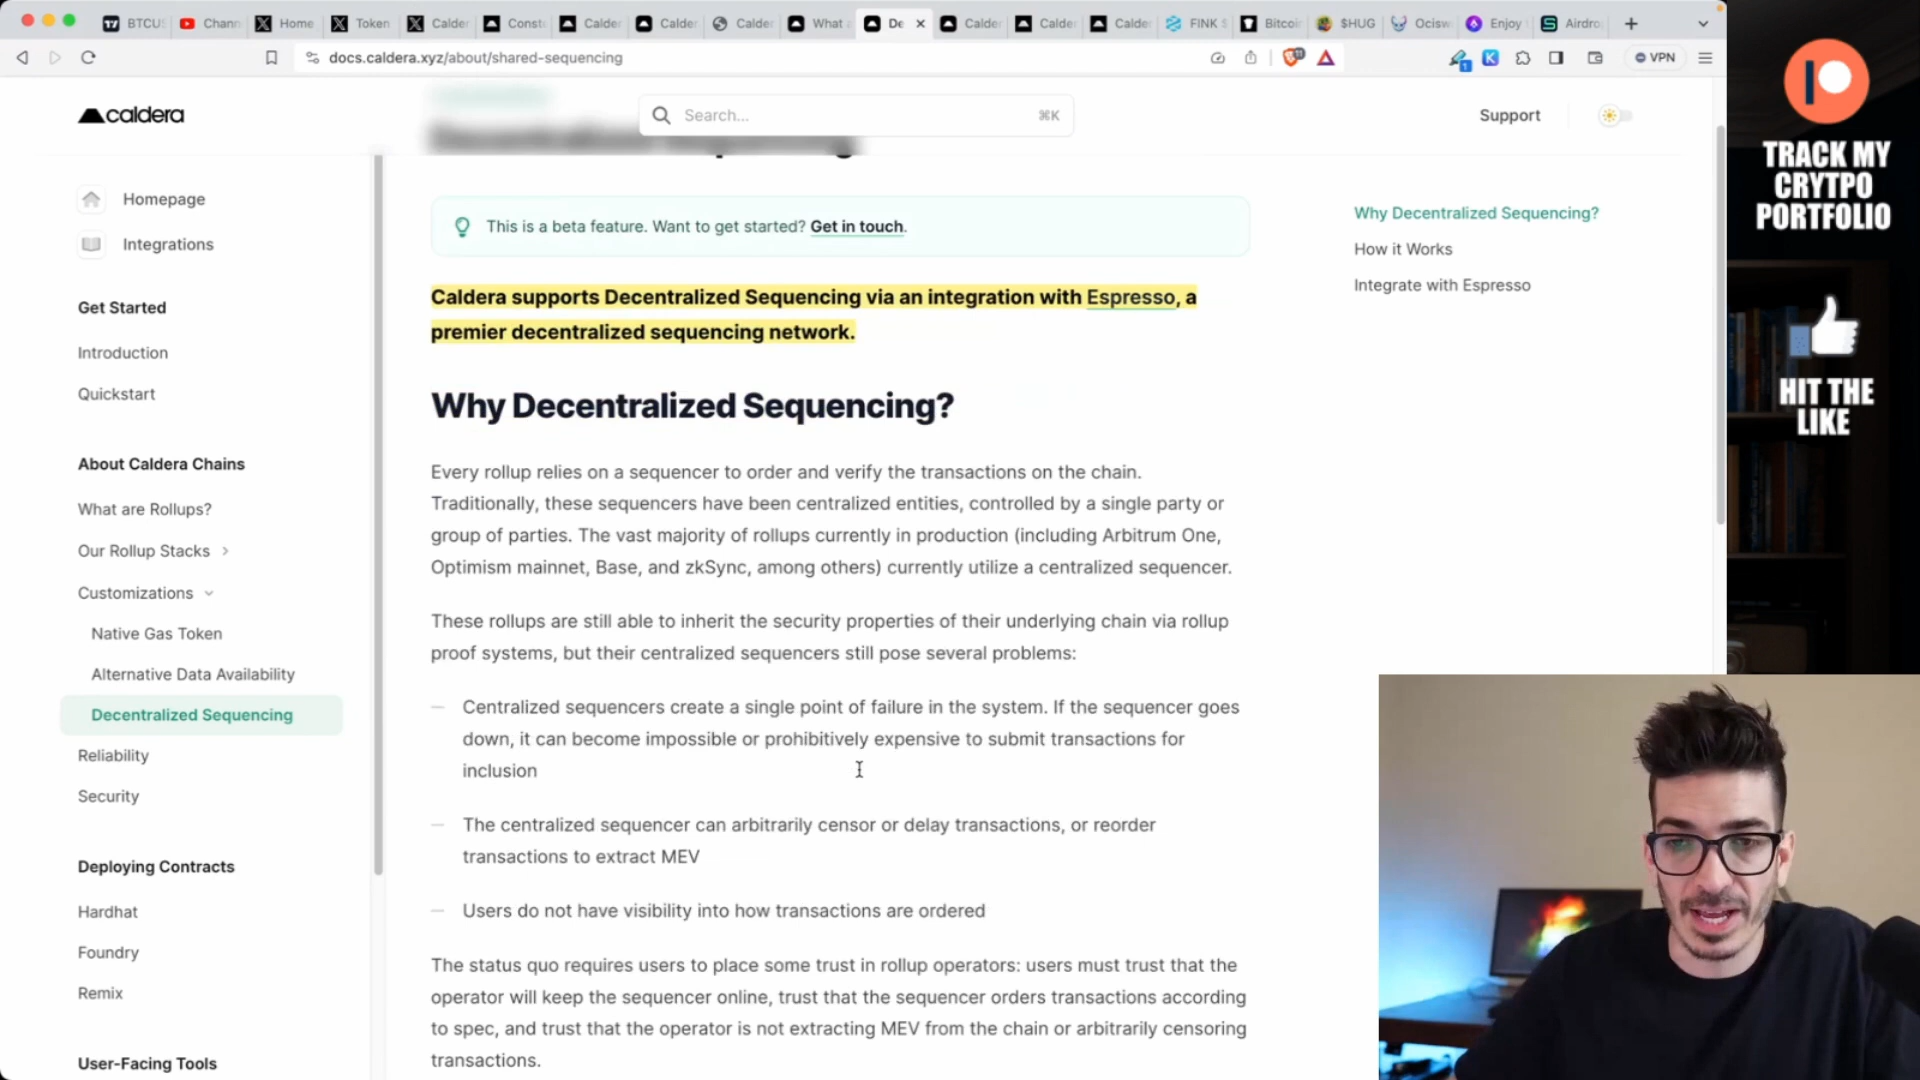 BTCUS
Chann
Home
Token
Calder
Const
Calder
Calder
Calder
What
De
Calder
Calder
Calder
FINK S
Bitcoin
$HUG
Ocisw
Enjoy
Airdro
docs.caldera.xyz/about/shared-sequencing
VPN
caldera
Search...
⌘K
Support
Homepage
Integrations
Get Started
Introduction
Quickstart
About Caldera Chains
What are Rollups?
Our Rollup Stacks
Customizations
Native Gas Token
Alternative Data Availability
Decentralized Sequencing
Reliability
Security
Deploying Contracts
Hardhat
Foundry
Remix
User-Facing Tools
This is a beta feature. Want to get started? Get in touch.
Caldera supports Decentralized Sequencing via an integration with Espresso, a
premier decentralized sequencing network.
Why Decentralized Sequencing?
Every rollup relies on a sequencer to order and verify the transactions on the chain.
Traditionally, these sequencers have been centralized entities, controlled by a single party or
group of parties. The vast majority of rollups currently in production (including Arbitrum One,
Optimism mainnet, Base, and zkSync, among others) currently utilize a centralized sequencer.
These rollups are still able to inherit the security properties of their underlying chain via rollup
proof systems, but their centralized sequencers still pose several problems:
— Centralized sequencers create a single point of failure in the system. If the sequencer goes
down, it can become impossible or prohibitively expensive to submit transactions for
inclusion
— The centralized sequencer can arbitrarily censor or delay transactions, or reorder
transactions to extract MEV
— Users do not have visibility into how transactions are ordered
The status quo requires users to place some trust in rollup operators: users must trust that the
operator will keep the sequencer online, trust that the sequencer orders transactions according
to spec, and trust that the operator is not extracting MEV from the chain or arbitrarily censoring
transactions.
Why Decentralized Sequencing?
How it Works
Integrate with Espresso
TRACK MY
CRYTPO
PORTFOLIO
HIT THE
LIKE